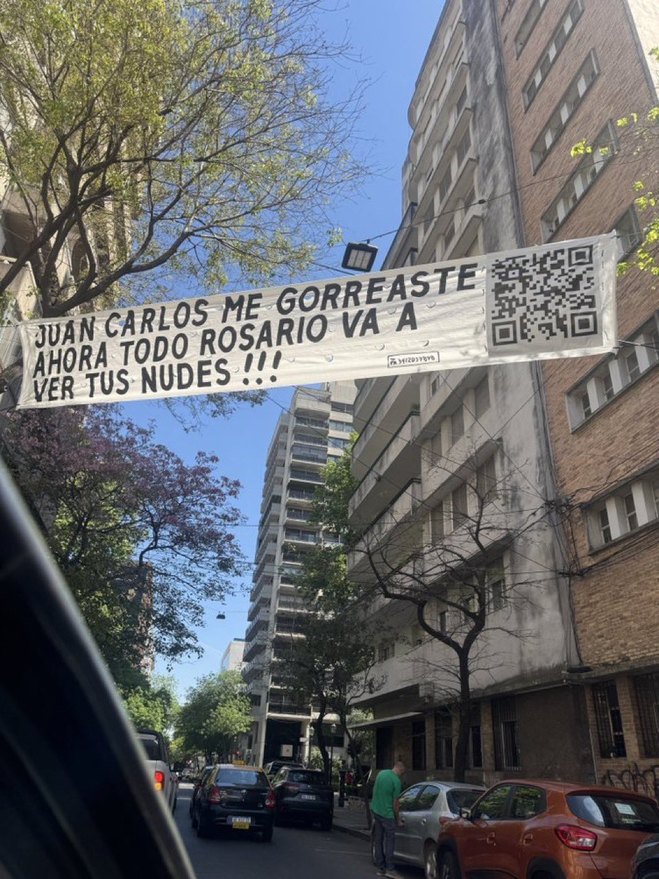 JUAN CARLOS ME GORREASTE
AHORA TODO ROSARIO VA A
VER TUS NUDES !!!